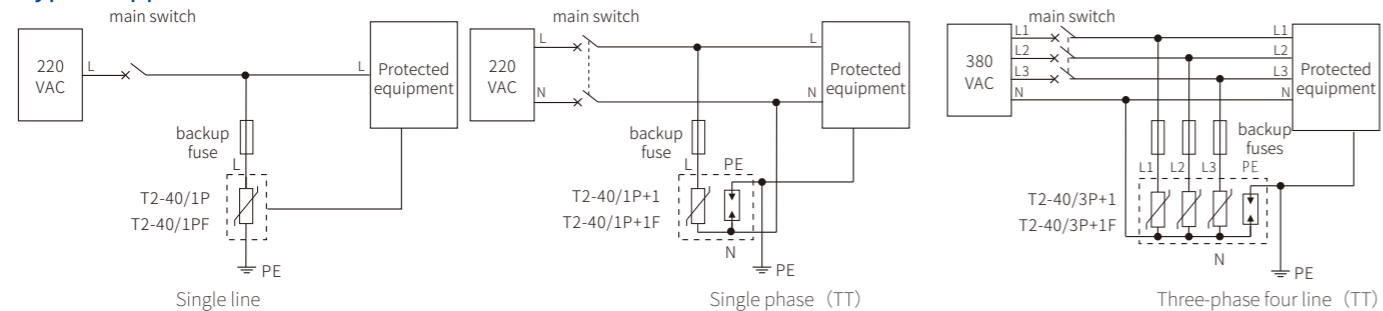 main switch
220
VAC
L
L
Protected
equipment
backup
fuse
L
T2-40/1P
T2-40/1PF
PE
Single line
main switch
220
VAC
L
N
L
N
Protected
equipment
backup
fuse
L
PE
T2-40/1P+1
T2-40/1P+1F
N
PE
Single phase（TT）
main switch
380
VAC
L1
L2
L3
N
L1
L2
L3
N
Protected
equipment
backup
fuses
L1
L2
L3
PE
T2-40/3P+1
T2-40/3P+1F
N
PE
Three-phase four line（TT）